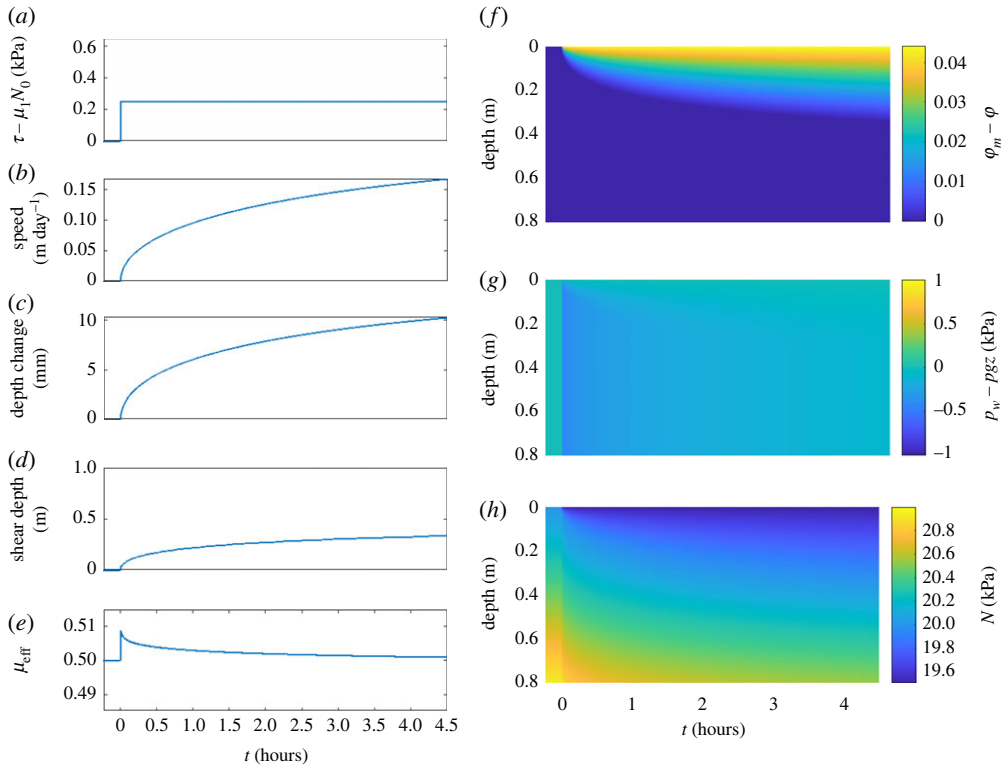 (a)
τ – μ1N0 (kPa)
0.6
0.4
0.2
0
(b)
speed
(m day−1)
0.15
0.10
0.05
0
(c)
depth change
(mm)
10
5
0
(d)
shear depth
(m)
1.0
0.5
0
(e)
μeff
0.51
0.50
0.49
0 0.5 1.0 1.5 2.0 2.5 3.0 3.5 4.0 4.5
t (hours)
(f)
depth (m)
0
0.2
0.4
0.6
0.8
0.04
0.03
0.02
0.01
0
φm – φ
(g)
depth (m)
0
0.2
0.4
0.6
0.8
1
0.5
0
–0.5
–1
pw – pgz (kPa)
(h)
depth (m)
0
0.2
0.4
0.6
0.8
20.8
20.6
20.4
20.2
20.0
19.8
19.6
N (kPa)
0 1 2 3 4
t (hours)